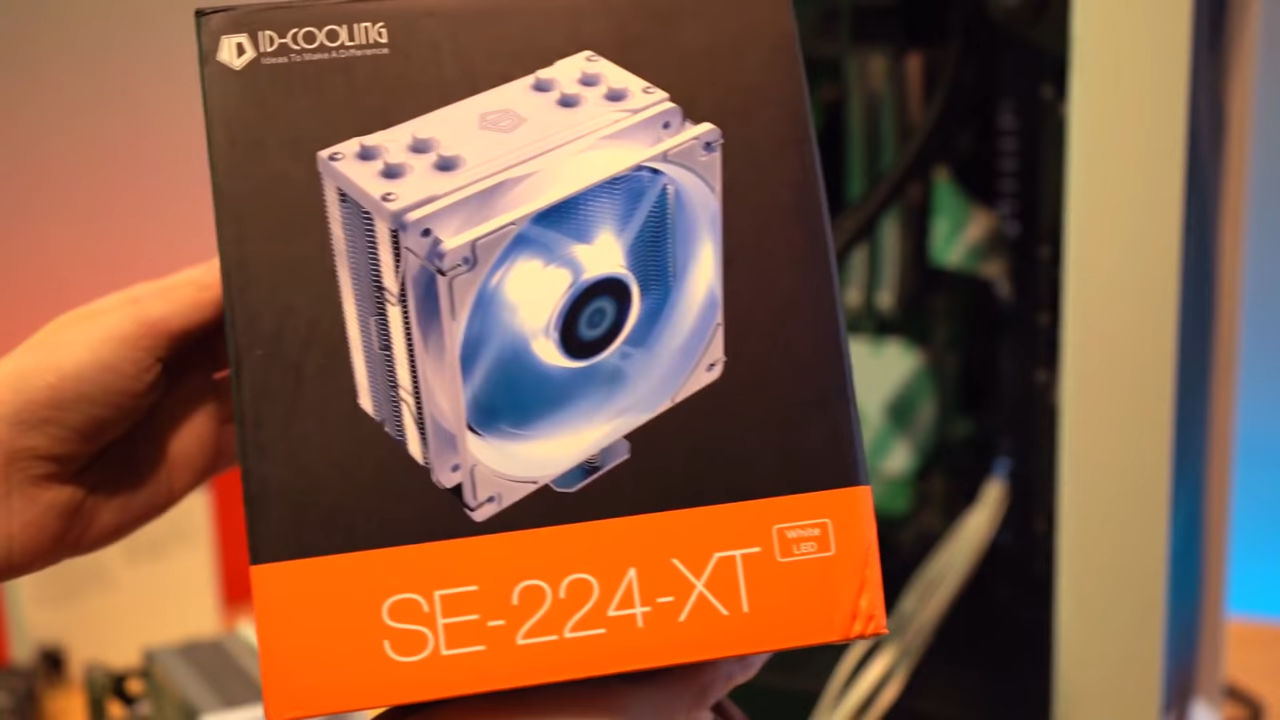 ID-COOLING
Ideas To Make A Difference
White
LED
SE-224-XT